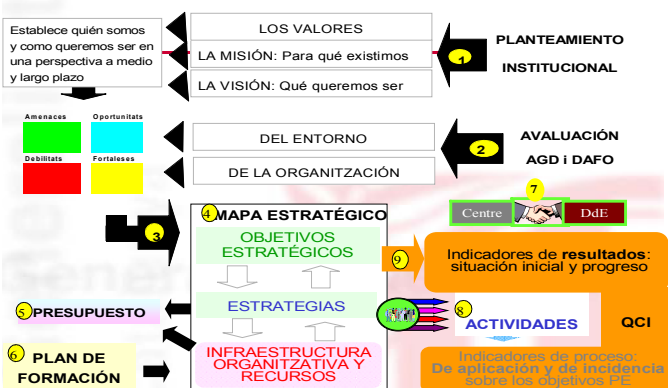 Establece quién somos
y como queremos ser en
una perspectiva a medio
y largo plazo
LOS VALORES
LA MISIÓN: Para qué existimos
LA VISIÓN: Qué queremos ser
1
PLANTEAMIENTO
INSTITUCIONAL
Amenaces
Oportunitats
Debilitats
Fortaleses
DEL ENTORNO
DE LA ORGANITZACIÓN
2
AVALUACIÓN
AGD i DAFO
3
4
MAPA ESTRATÉGICO
OBJETIVOS
ESTRATÉGICOS
ESTRATEGIAS
INFRAESTRUCTURA
ORGANITZATIVA Y
RECURSOS
5
PRESUPUESTO
6
PLAN DE
FORMACIÓN
7
Centre
DdE
9
Indicadores de resultados:
situación inicial y progreso
8
ACTIVIDADES
QCI
Indicadores de proceso:
De aplicación y de incidencia
sobre los objetivos PE